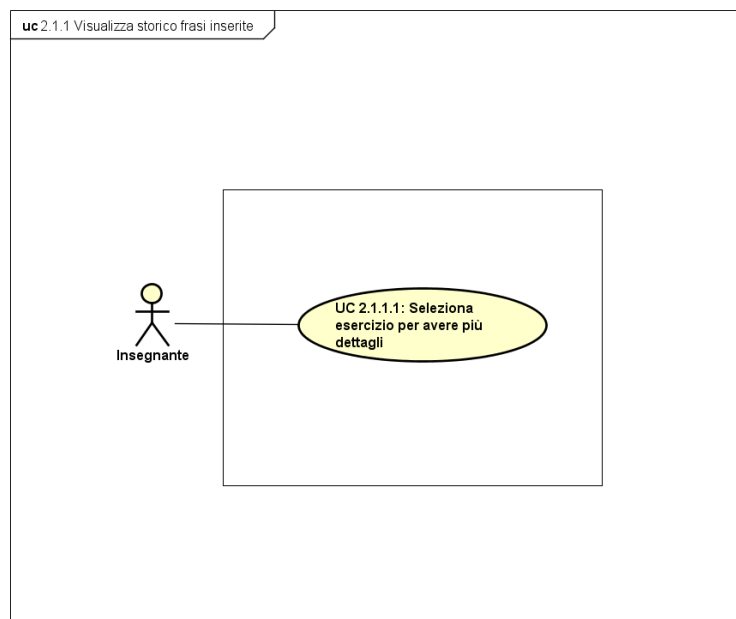 uc 2.1.1 Visualizza storico frasi inserite
UC 2.1.1.1: Seleziona
esercizio per avere più
dettagli
Insegnante